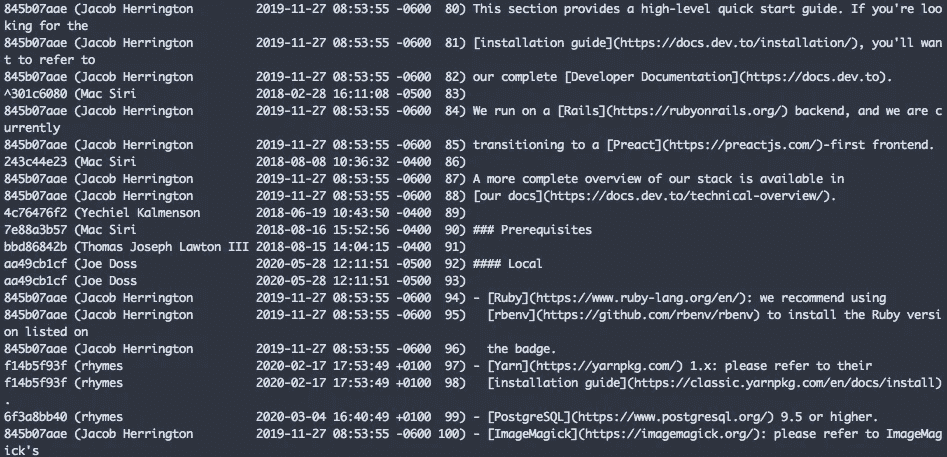 845b07aae (Jacob Herrington         2019-11-27 08:53:55 -0600  80) This section provides a high-level quick start guide. If you're loo
king for the
845b07aae (Jacob Herrington         2019-11-27 08:53:55 -0600  81) [installation guide](https://docs.dev.to/installation/), you'll wan
t to refer to
845b07aae (Jacob Herrington         2019-11-27 08:53:55 -0600  82) our complete [Developer Documentation](https://docs.dev.to).
^301c6080 (Mac Siri                 2018-02-28 16:11:08 -0500  83)
845b07aae (Jacob Herrington         2019-11-27 08:53:55 -0600  84) We run on a [Rails](https://rubyonrails.org/) backend, and we are c
urrently
845b07aae (Jacob Herrington         2019-11-27 08:53:55 -0600  85) transitioning to a [Preact](https://preactjs.com/)-first frontend.
243c44e23 (Mac Siri                 2018-08-08 10:36:32 -0400  86)
845b07aae (Jacob Herrington         2019-11-27 08:53:55 -0600  87) A more complete overview of our stack is available in
845b07aae (Jacob Herrington         2019-11-27 08:53:55 -0600  88) [our docs](https://docs.dev.to/technical-overview/).
4c76476f2 (Yechiel Kalmenson        2018-06-19 10:43:50 -0400  89)
7e88a3b57 (Mac Siri                 2018-08-16 15:52:56 -0400  90) ### Prerequisites
bbd86842b (Thomas Joseph Lawton III 2018-08-15 14:04:15 -0400  91)
aa49cb1cf (Joe Doss                 2020-05-28 12:11:51 -0500  92) #### Local
aa49cb1cf (Joe Doss                 2020-05-28 12:11:51 -0500  93)
845b07aae (Jacob Herrington         2019-11-27 08:53:55 -0600  94) - [Ruby](https://www.ruby-lang.org/en/): we recommend using
845b07aae (Jacob Herrington         2019-11-27 08:53:55 -0600  95)   [rbenv](https://github.com/rbenv/rbenv) to install the Ruby versi
on listed on
845b07aae (Jacob Herrington         2019-11-27 08:53:55 -0600  96)   the badge.
f14b5f93f (rhymes                   2020-02-17 17:53:49 +0100  97) - [Yarn](https://yarnpkg.com/) 1.x: please refer to their
f14b5f93f (rhymes                   2020-02-17 17:53:49 +0100  98)   [installation guide](https://classic.yarnpkg.com/en/docs/install)
.
6f3a8bb40 (rhymes                   2020-03-04 16:40:49 +0100  99) - [PostgreSQL](https://www.postgresql.org/) 9.5 or higher.
845b07aae (Jacob Herrington         2019-11-27 08:53:55 -0600 100) - [ImageMagick](https://imagemagick.org/): please refer to ImageMag
ick's